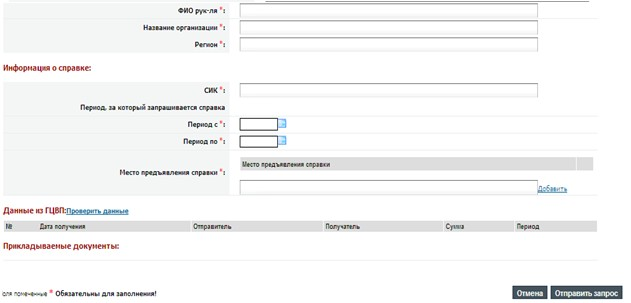 ФИО рук-ля *:
Название организации *:
Регион *:
Информация о справке:
СИК *:
Период, за который запрашивается справка
Период с *:
Период по *:
Место предъявления справки
Место предъявления справки *:
Добавить
Данные из ГЦВП:Проверить данные
№ Дата получения Отправитель Получатель Сумма Период
Прикладываемые документы:
оля помеченные * Обязательны для заполнения! Отмена Отправить запрос